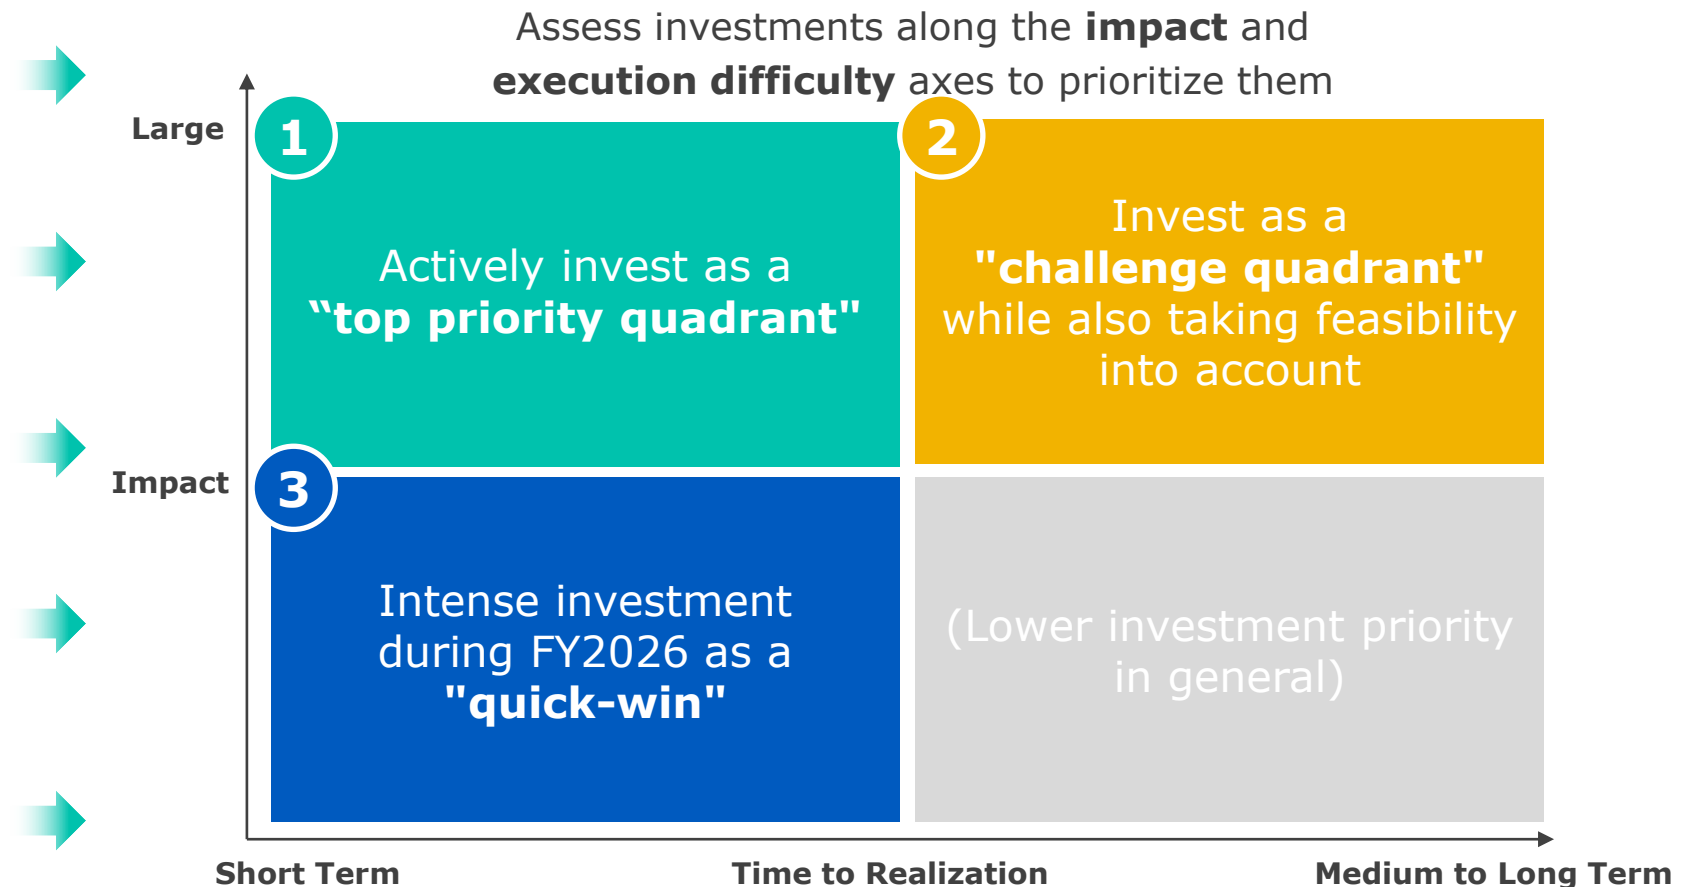 Assess investments along the impact and
execution difficulty axes to prioritize them
Large
1
2
Actively invest as a
“top priority quadrant"
Invest as a
"challenge quadrant"
while also taking feasibility
into account
Impact
3
Intense investment
during FY2026 as a
"quick-win"
(Lower investment priority
in general)
Short Term
Time to Realization
Medium to Long Term